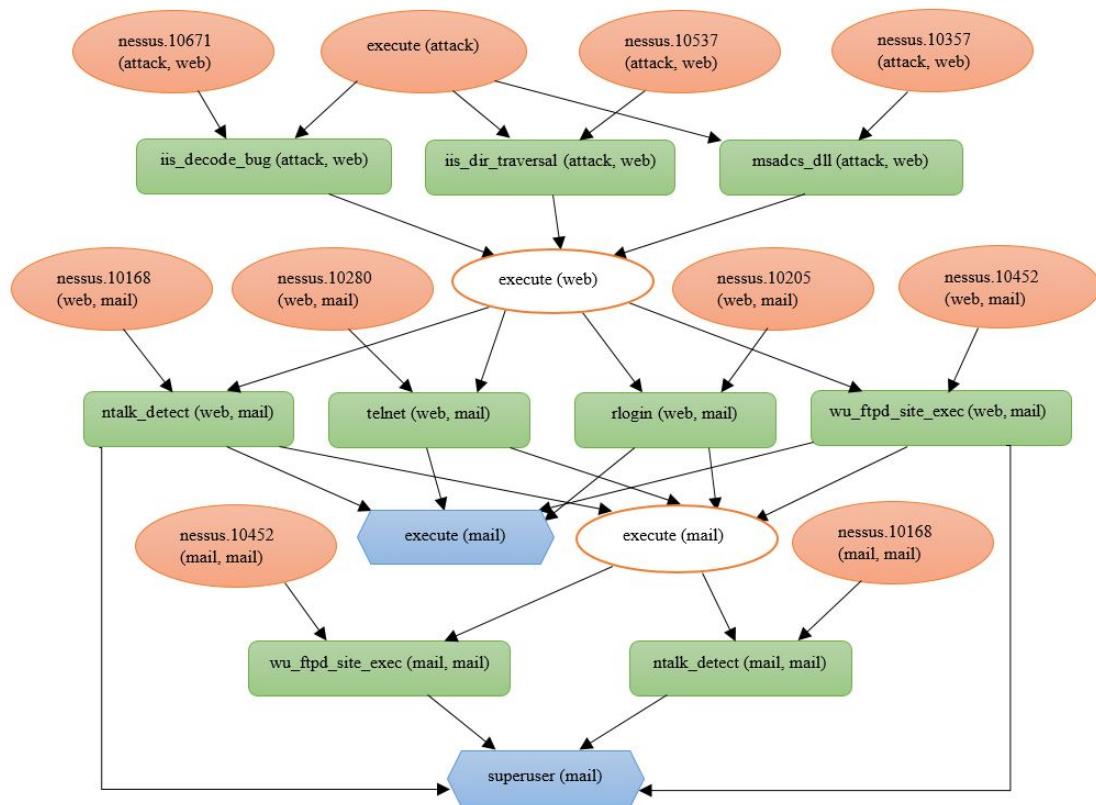 nessus.10671
(attack, web)
execute (attack)
nessus.10537
(attack, web)
nessus.10357
(attack, web)
iis_decode_bug (attack, web)
iis_dir_traversal (attack, web)
msadcs_dll (attack, web)
nessus.10168
(web, mail)
nessus.10280
(web, mail)
execute (web)
nessus.10205
(web, mail)
nessus.10452
(web, mail)
ntalk_detect (web, mail)
telnet (web, mail)
rlogin (web, mail)
wu_ftpd_site_exec (web, mail)
nessus.10452
(mail, mail)
execute (mail)
execute (mail)
nessus.10168
(mail, mail)
wu_ftpd_site_exec (mail, mail)
ntalk_detect (mail, mail)
superuser (mail)